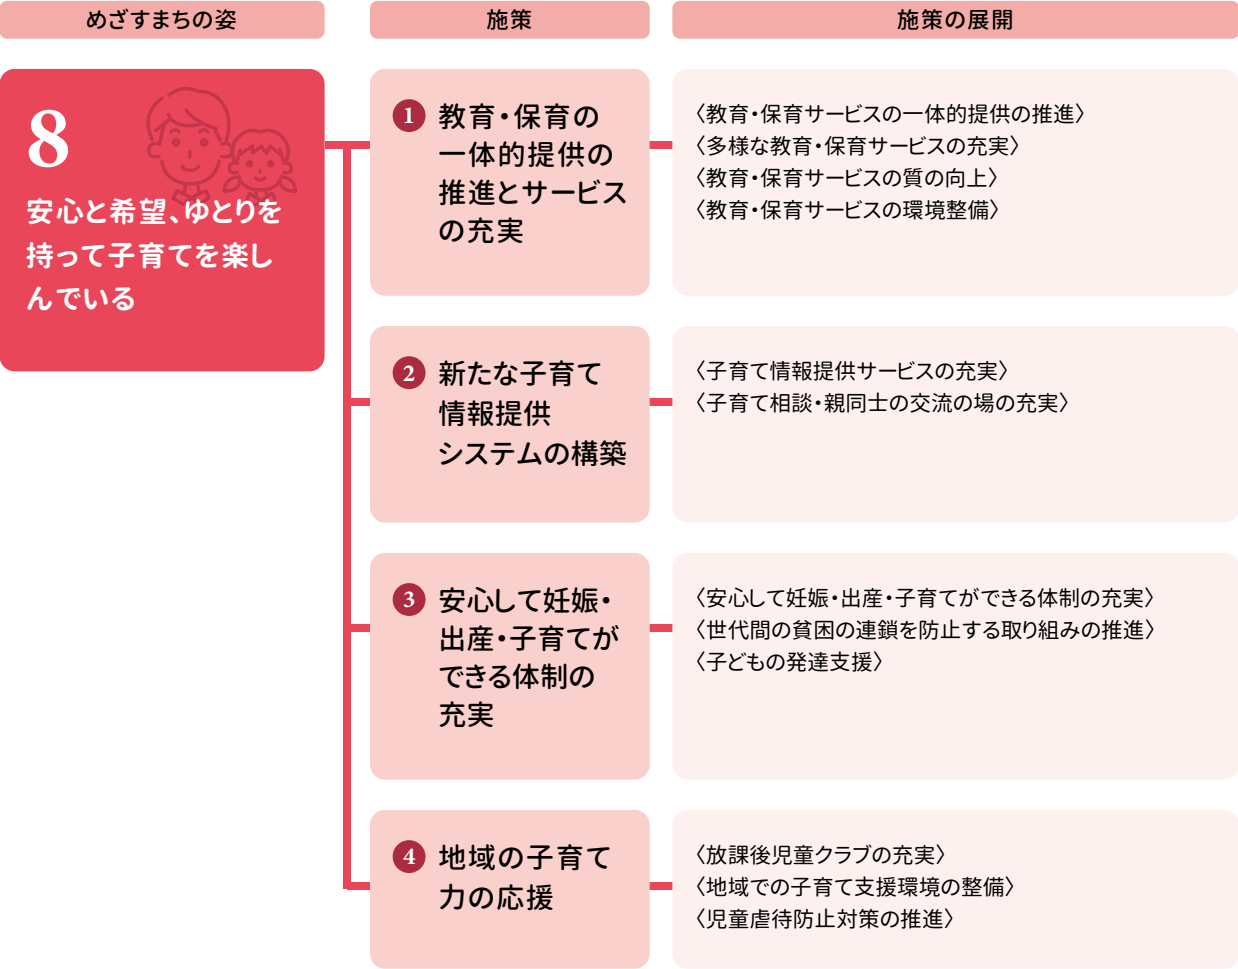 めざすまちの姿
施策
施策の展開
8
安心と希望、ゆとりを
持って子育てを楽し
んでいる
1 教育・保育の
一体的提供の
推進とサービス
の充実
〈教育・保育サービスの一体的提供の推進〉
〈多様な教育・保育サービスの充実〉
〈教育・保育サービスの質の向上〉
〈教育・保育サービスの環境整備〉
2 新たな子育て
情報提供
システムの構築
〈子育て情報提供サービスの充実〉
〈子育て相談・親同士の交流の場の充実〉
3 安心して妊娠・
出産・子育てが
できる体制の
充実
〈安心して妊娠・出産・子育てができる体制の充実〉
〈世代間の貧困の連鎖を防止する取り組みの推進〉
〈子どもの発達支援〉
4 地域の子育て
力の応援
〈放課後児童クラブの充実〉
〈地域での子育て支援環境の整備〉
〈児童虐待防止対策の推進〉